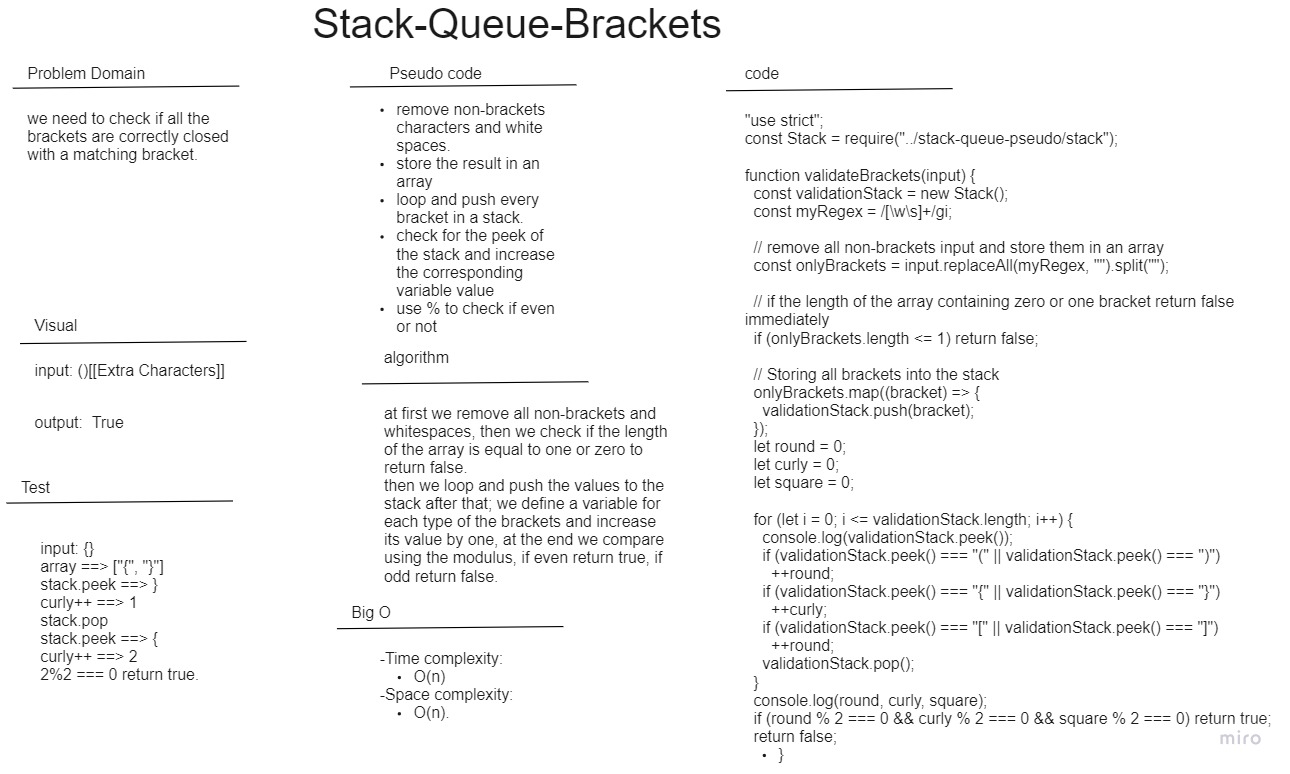 Stack-Queue-Brackets
Problem Domain
we need to check if all the
brackets are correctly closed
with a matching bracket.
Visual
input: ()[[Extra Characters]]
output:  True
Test
input: {}
array ==> ["{", "}"]
stack.peek ==> }
curly++ ==> 1
stack.pop
stack.peek ==> {
curly++ ==> 2
2%2 === 0 return true.
Pseudo code
• remove non-brackets
characters and white
spaces.
• store the result in an
array
• loop and push every
bracket in a stack.
• check for the peek of
the stack and increase
the corresponding
variable value
• use % to check if even
or not
algorithm
at first we remove all non-brackets and
whitespaces, then we check if the length
of the array is equal to one or zero to
return false.
then we loop and push the values to the
stack after that; we define a variable for
each type of the brackets and increase
its value by one, at the end we compare
using the modulus, if even return true, if
odd return false.
Big O
-Time complexity:
• O(n)
-Space complexity:
• O(n).
code
"use strict";
const Stack = require("../stack-queue-pseudo/stack");
function validateBrackets(input) {
const validationStack = new Stack();
const myRegex = /[\w\s]+/gi;
// remove all non-brackets input and store them in an array
const onlyBrackets = input.replaceAll(myRegex, "").split("");
// if the length of the array containing zero or one bracket return false
immediately
if (onlyBrackets.length <= 1) return false;
// Storing all brackets into the stack
onlyBrackets.map((bracket) => {
validationStack.push(bracket);
});
let round = 0;
let curly = 0;
let square = 0;
for (let i = 0; i <= validationStack.length; i++) {
console.log(validationStack.peek());
if (validationStack.peek() === "(" || validationStack.peek() === ")")
++round;
if (validationStack.peek() === "{" || validationStack.peek() === "}")
++curly;
if (validationStack.peek() === "[" || validationStack.peek() === "]")
++round;
validationStack.pop();
}
console.log(round, curly, square);
if (round % 2 === 0 && curly % 2 === 0 && square % 2 === 0) return true;
return false;
• }
miro